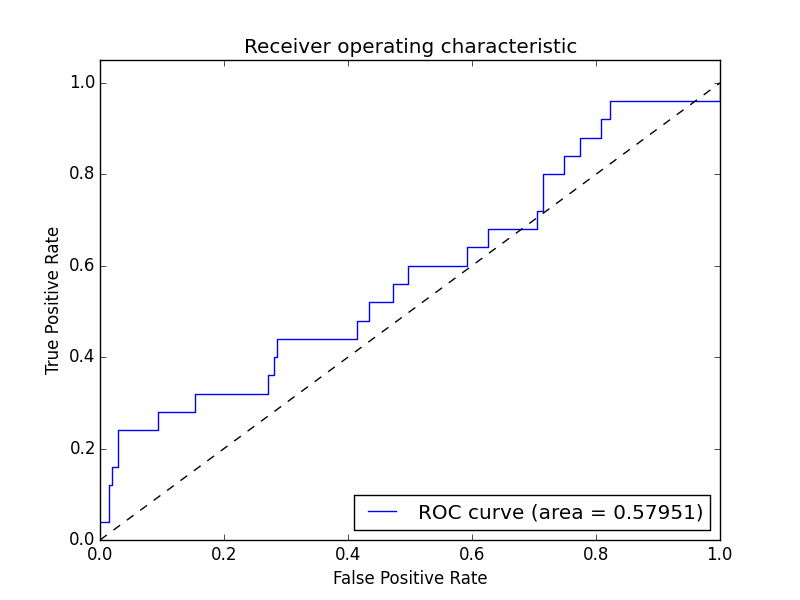 Receiver operating characteristic
1.0
0.8
0.6
0.4
0.2
0.0
True Positive Rate
ROC curve (area = 0.57951)
0.0 0.2 0.4 0.6 0.8 1.0
False Positive Rate